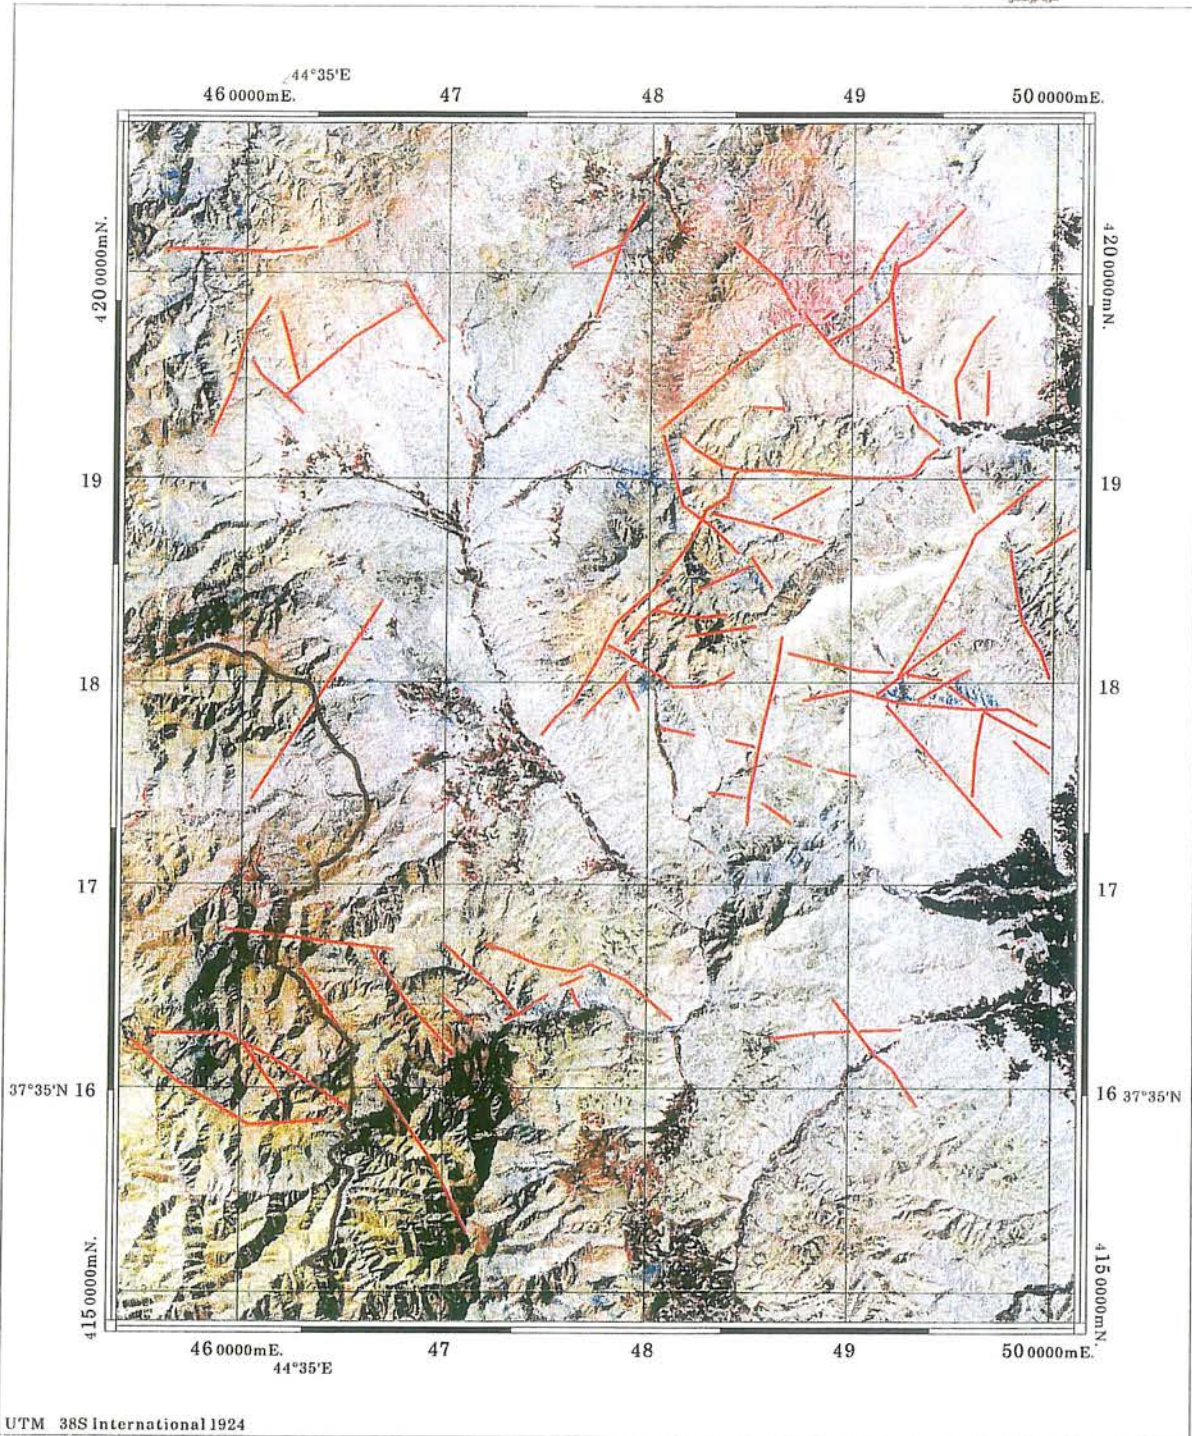 44°35'E
46 0000mE. 47 48 49 50 0000mE.
4 20 0000mN. 4 20 0000mN.
19 19
18 18
17 17
37°35'N 16 16 37°35'N
4 15 0000mN. 4 15 0000mN.
46 0000mE. 47 48 49 50 0000mE.
44°35'E
UTM 38S International 1924